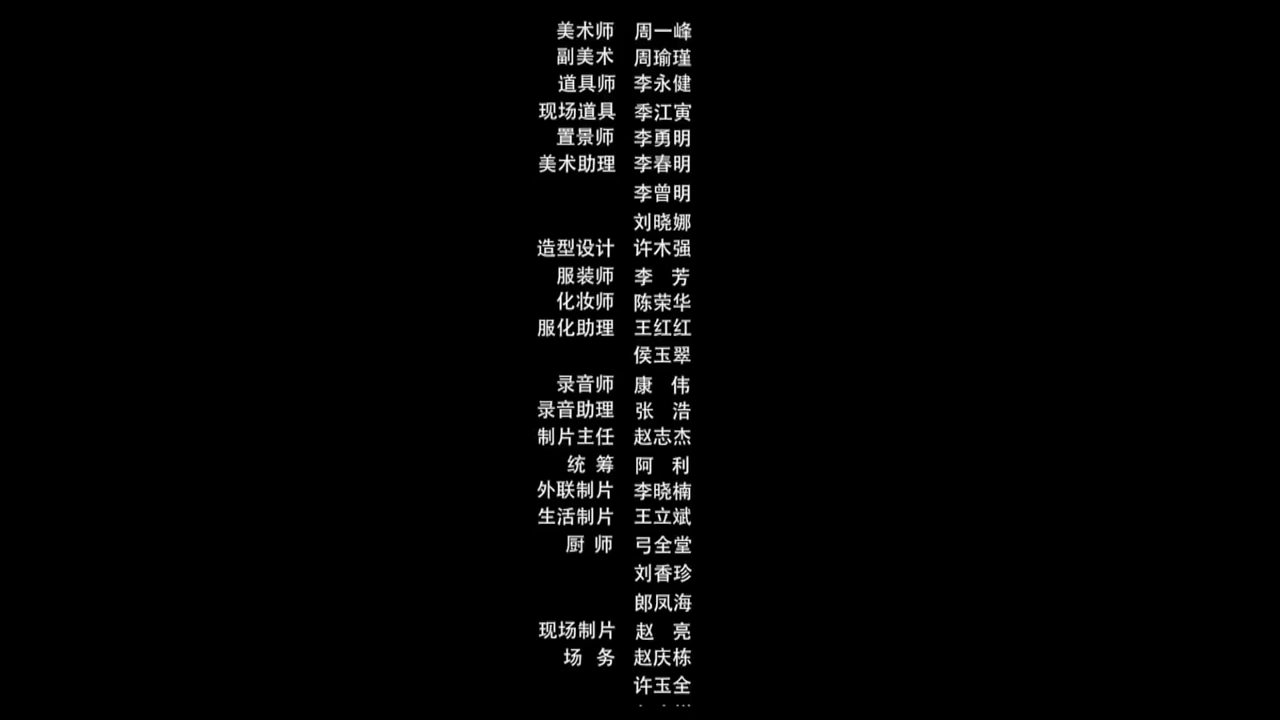 美术师 周一峰
副美术 周瑜瑾
道具师 李永健
现场道具 季江寅
置景师 李勇明
美术助理 李春明
李曾明
刘晓娜
造型设计 许木强
服装师 李 芳
化妆师 陈荣华
服化助理 王红红
侯玉翠
录音师 康 伟
录音助理 张 浩
制片主任 赵志杰
统 筹 阿 利
外联制片 李晓楠
生活制片 王立斌
厨 师 弓全堂
刘香珍
郎凤海
现场制片 赵 亮
场 务 赵庆栋
许玉全